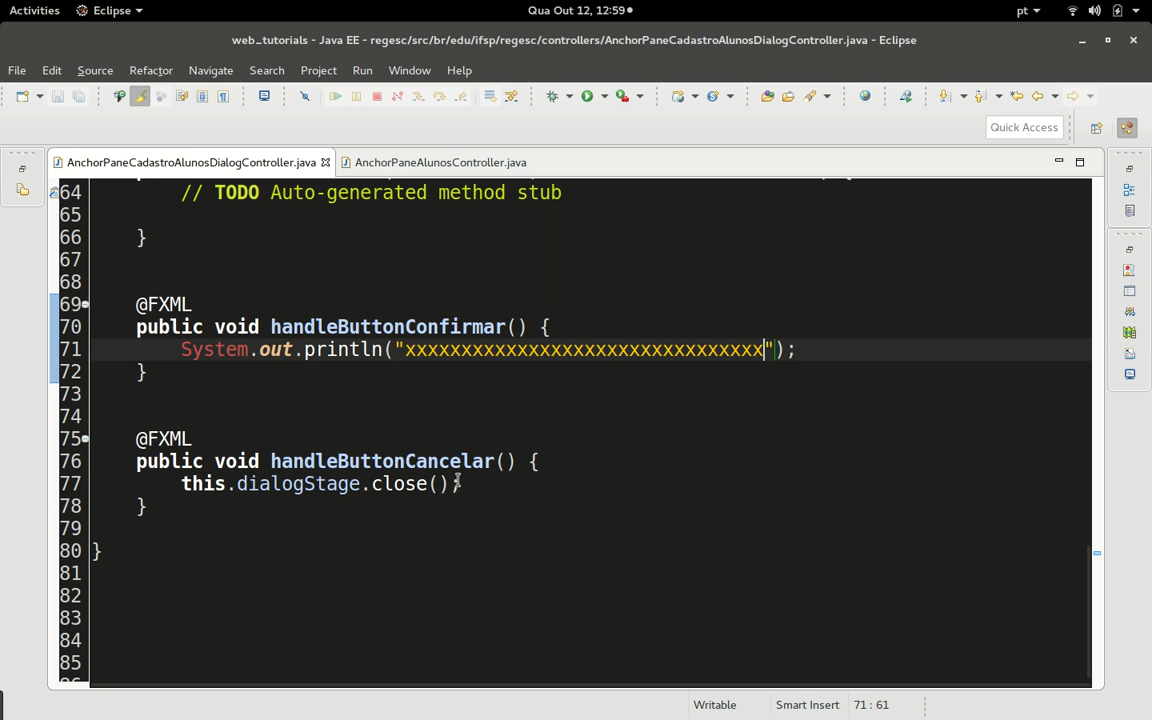 Activities Eclipse Qua Out 12, 12:59 pt
web_tutorials - Java EE - regesc/src/br/edu/ifsp/regesc/controllers/AnchorPaneCadastroAlunosDialogController.java - Eclipse
File Edit Source Refactor Navigate Search Project Run Window Help
Quick Access
AnchorPaneCadastroAlunosDialogController.java AnchorPaneAlunosController.java
64 // TODO Auto-generated method stub
65
66 }
67
68
69 @FXML
70 public void handleButtonConfirmar() {
71 System.out.println("xxxxxxxxxxxxxxxxxxxxxxxxxxxxxxxx");
72 }
73
74
75 @FXML
76 public void handleButtonCancelar() {
77 this.dialogStage.close();
78 }
79
80 }
81
82
83
84
85
Writable Smart Insert 71 : 61